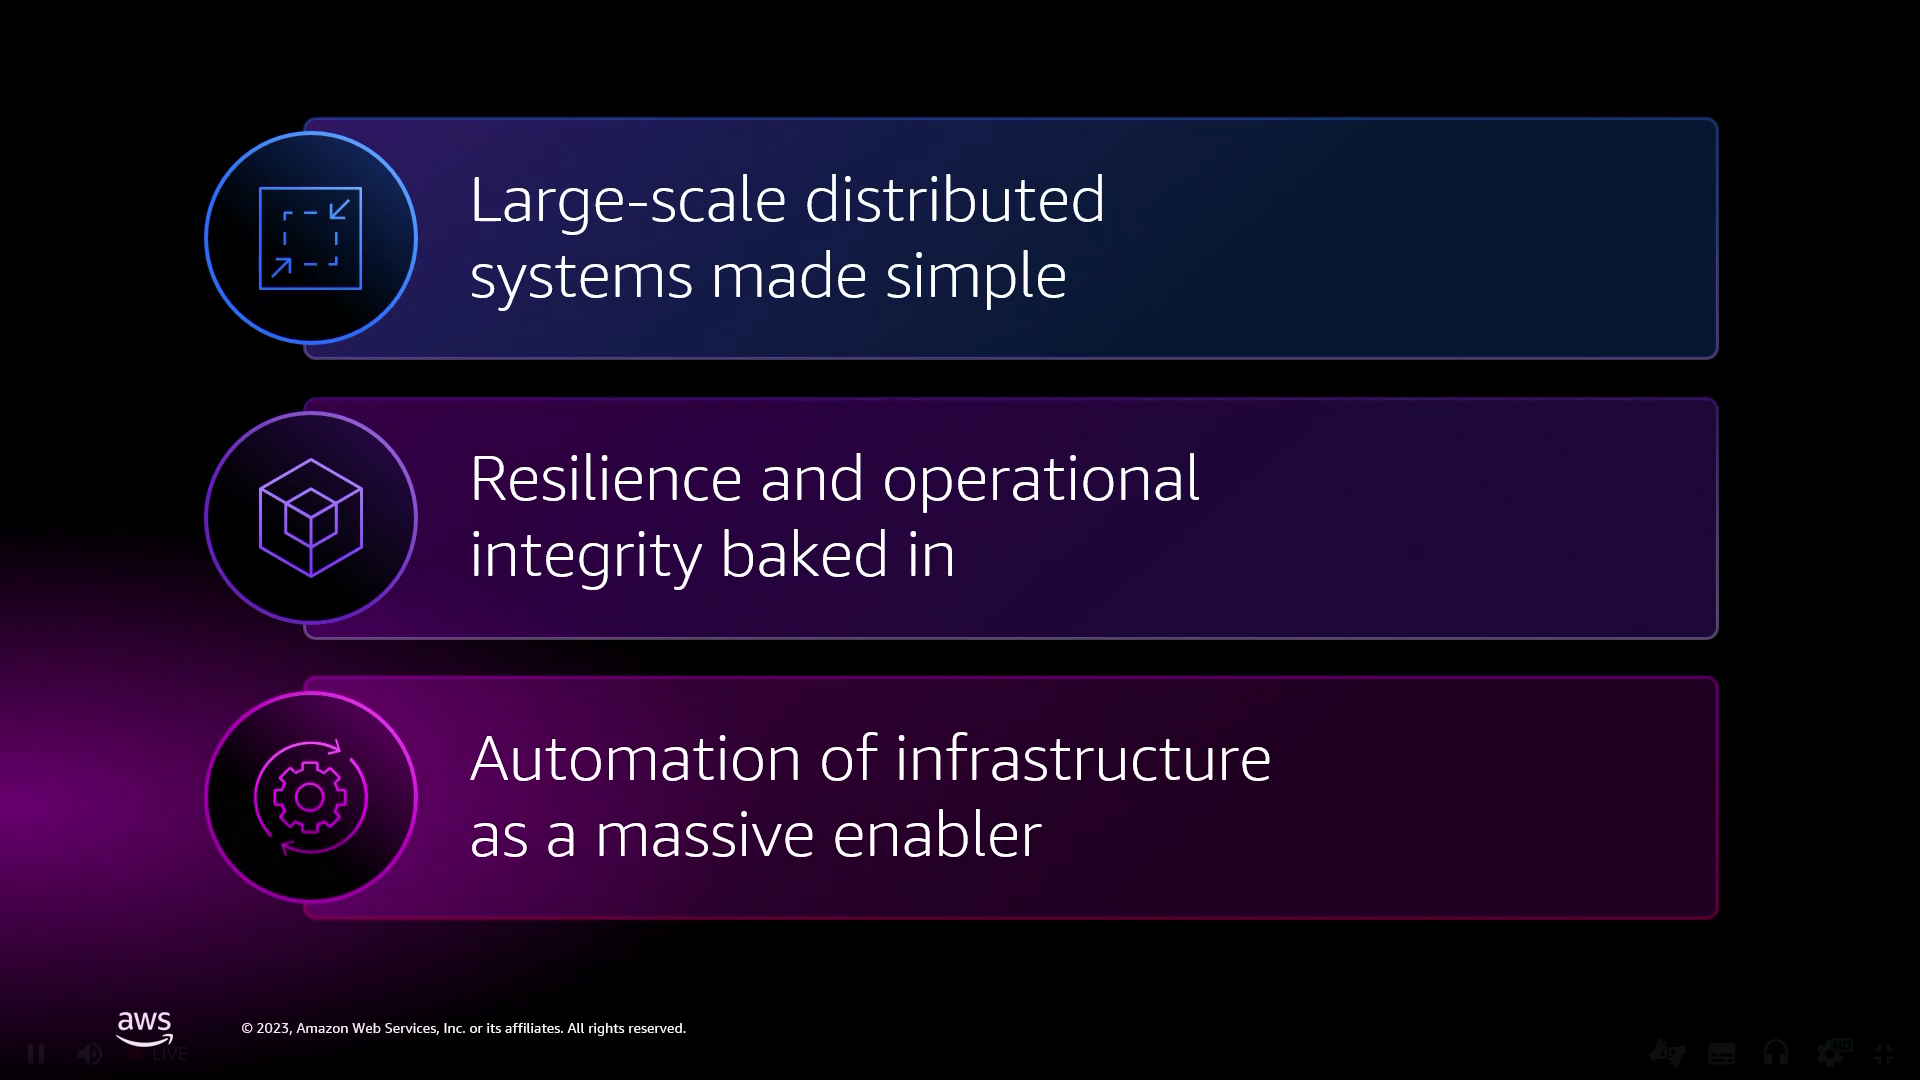 Large-scale distributed
systems made simple
Resilience and operational
integrity baked in
Automation of infrastructure
as a massive enabler
aws
© 2023, Amazon Web Services, Inc. or its affiliates. All rights reserved.
LIVE
HD